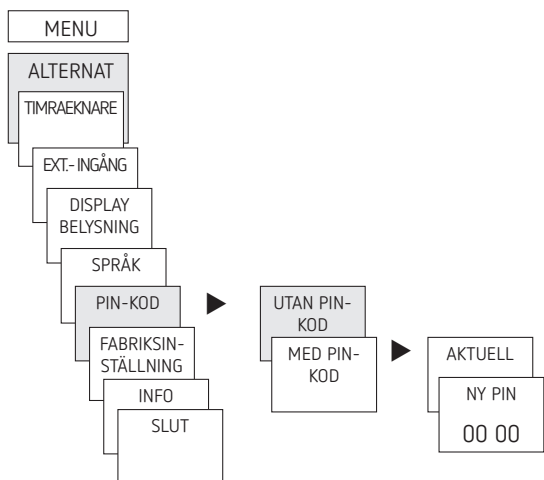 MENU
ALTERNAT
TIMRAEKNARE
EXT.- INGÅNG
DISPLAY
BELYSNING
SPRÅK
PIN-KOD
FABRIKSIN-
STÄLLNING
INFO
SLUT
UTAN PIN-
KOD
MED PIN-
KOD
AKTUELL
NY PIN
00 00